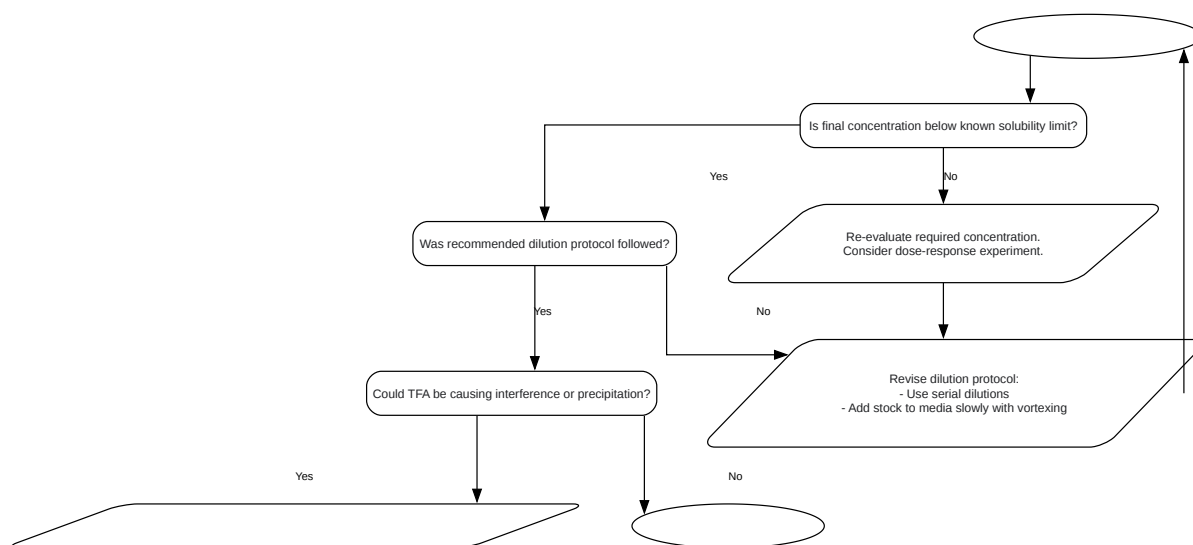 Is final concentration below known solubility limit?
Yes
No
Was recommended dilution protocol followed?
Re-evaluate required concentration.
Consider dose-response experiment.
Yes
No
Could TFA be causing interference or precipitation?
Revise dilution protocol:
- Use serial dilutions
- Add stock to media slowly with vortexing
Yes
No